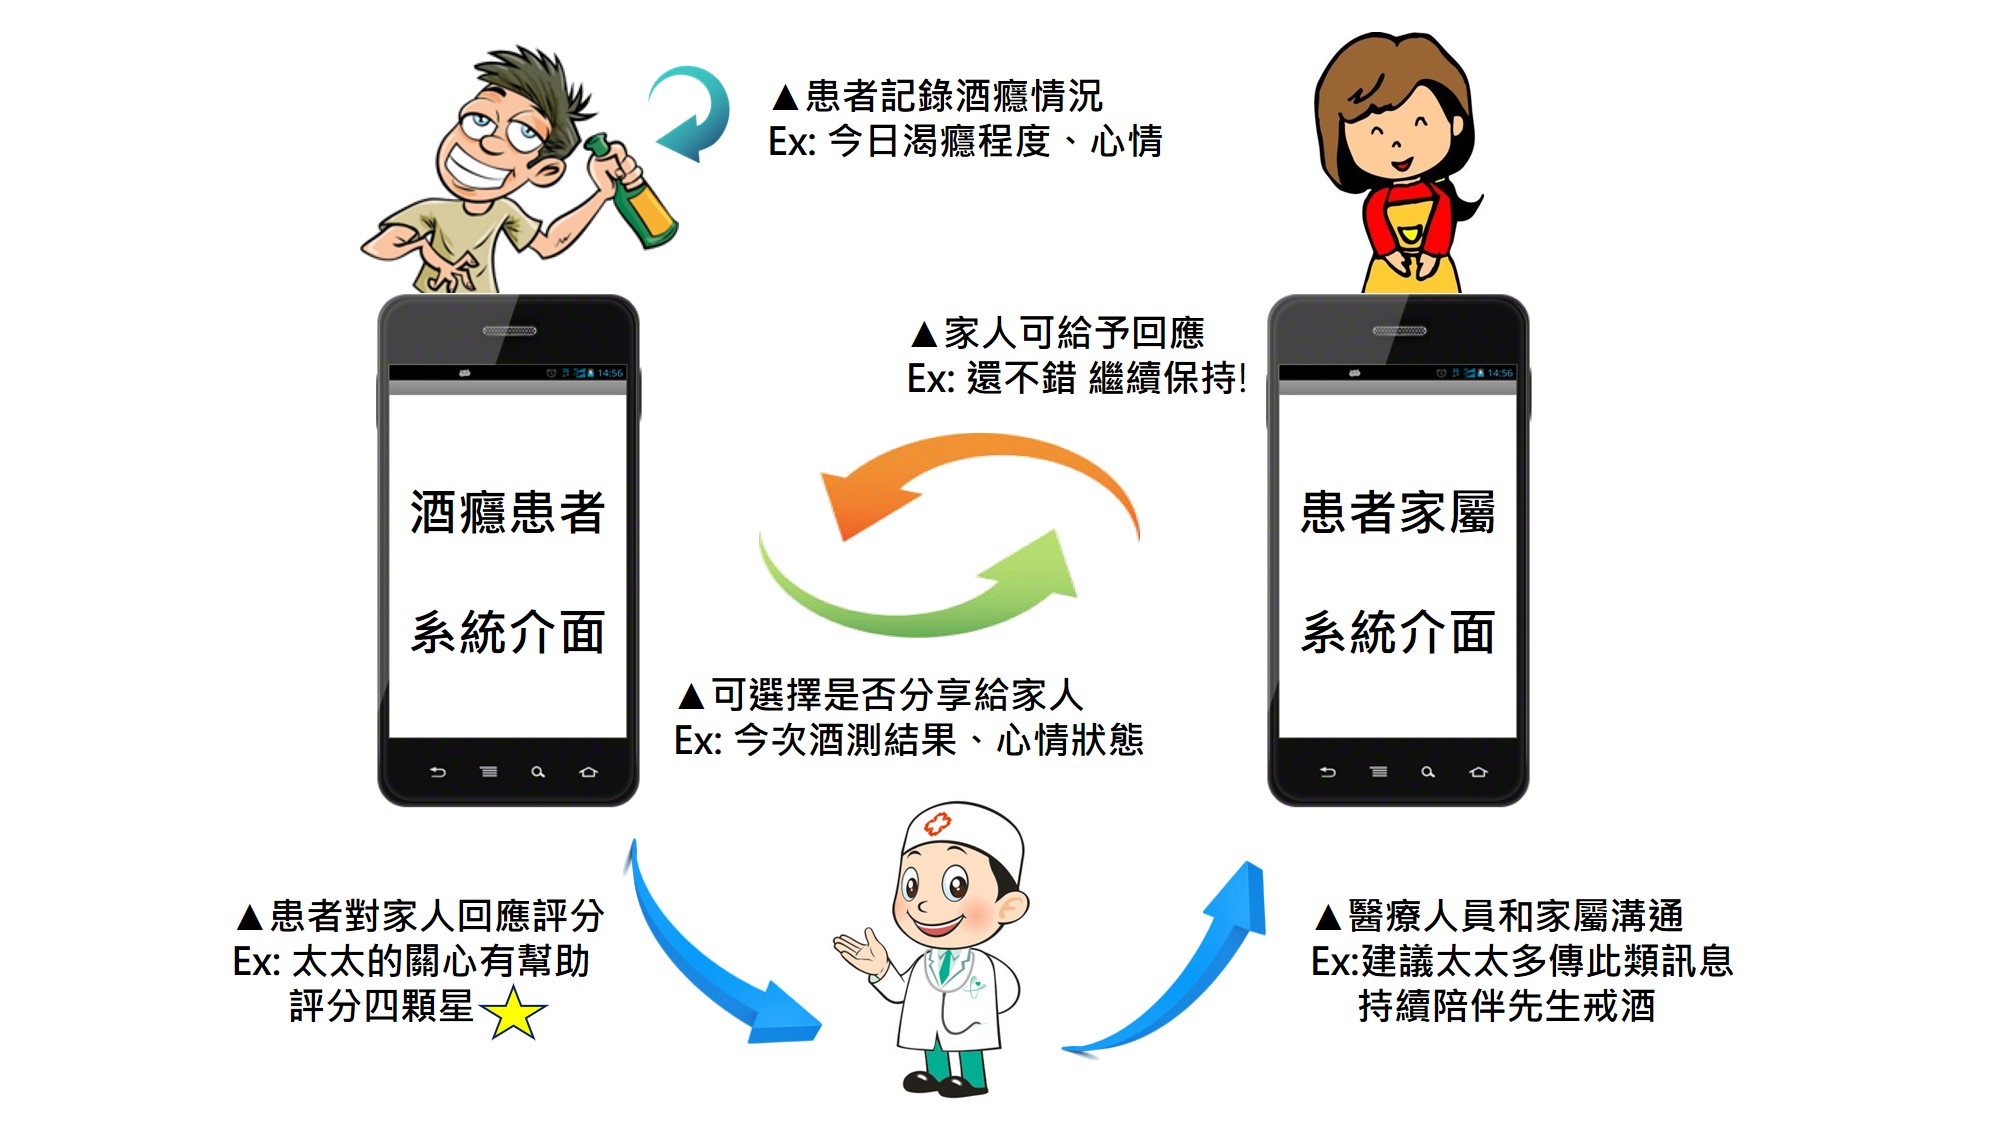 ▲患者記錄酒癮情況
Ex: 今日渴癮程度、心情
▲家人可給予回應
Ex: 還不錯 繼續保持!
14:56
14:56
酒癮患者
系統介面
患者家屬
系統介面
▲可選擇是否分享給家人
Ex: 今次酒測結果、心情狀態
▲患者對家人回應評分
Ex: 太太的關心有幫助
評分四顆星
▲醫療人員和家屬溝通
Ex:建議太太多傳此類訊息
持續陪伴先生戒酒